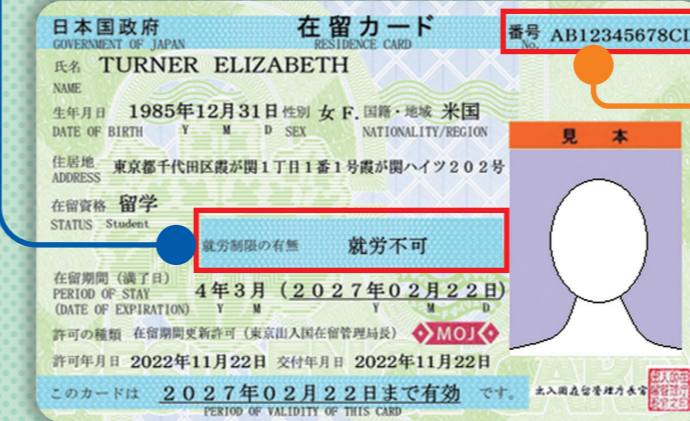 日本国政府 在留カード 番号 AB12345678CD
GOVERNMENT OF JAPAN RESIDENCE CARD No.
氏名 TURNER ELIZABETH
NAME
生年月日 1985年12月31日 性別 女 F. 国籍・地域 米国
DATE OF BIRTH Y M D SEX NATIONALITY/REGION
見本
住居地 東京都千代田区霞が関1丁目1番1号霞が関ハイツ202号
ADDRESS
在留資格 留学
STATUS Student
就労制限の有無 就労不可
在留期間(満了日) 4年3月(2027年02月22日)
PERIOD OF STAY
(DATE OF EXPIRATION) Y M Y M D
許可の種類 在留期間更新許可(東京出入国在留管理局長) MOJ
許可年月日 2022年11月22日 交付年月日 2022年11月22日
このカードは 2027年02月22日まで有効 です。 出入国在留管理庁長官
PERIOD OF VALIDITY OF THIS CARD